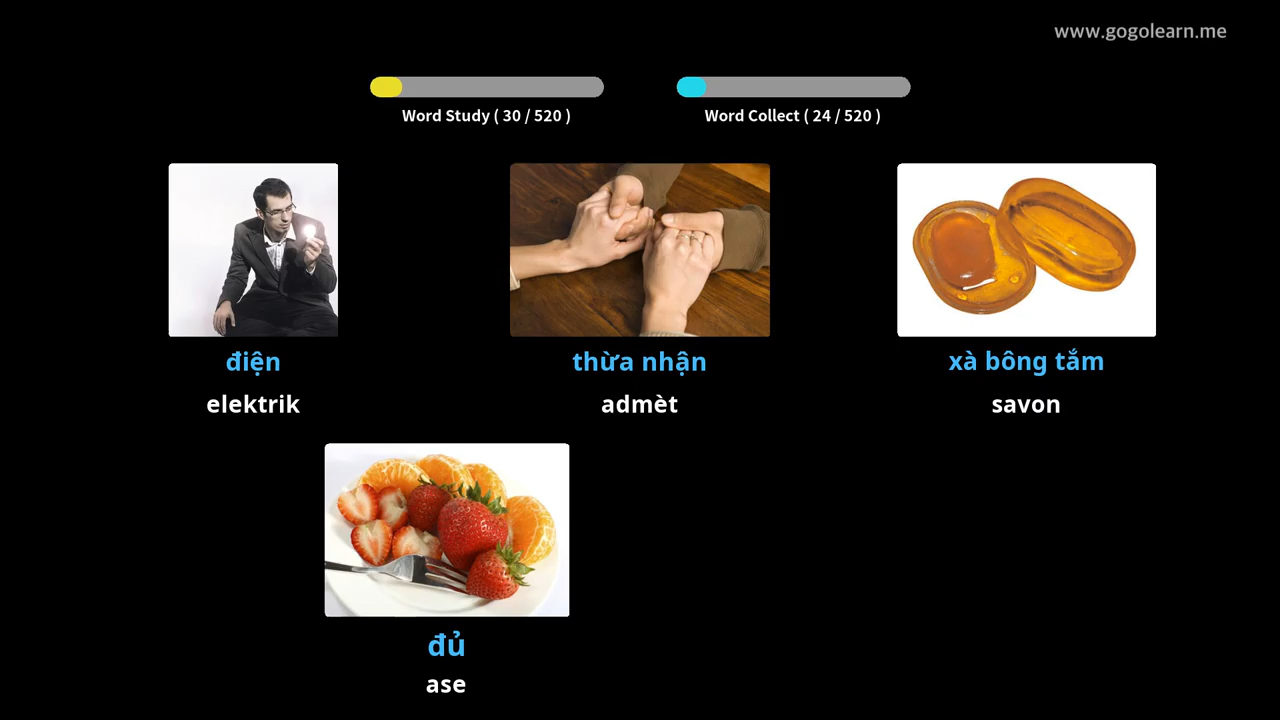 www.gogolearn.me
Word Study ( 30 / 520 )
Word Collect ( 24 / 520 )
điện
elektrik
thừa nhận
admèt
xà bông tắm
savon
đủ
ase